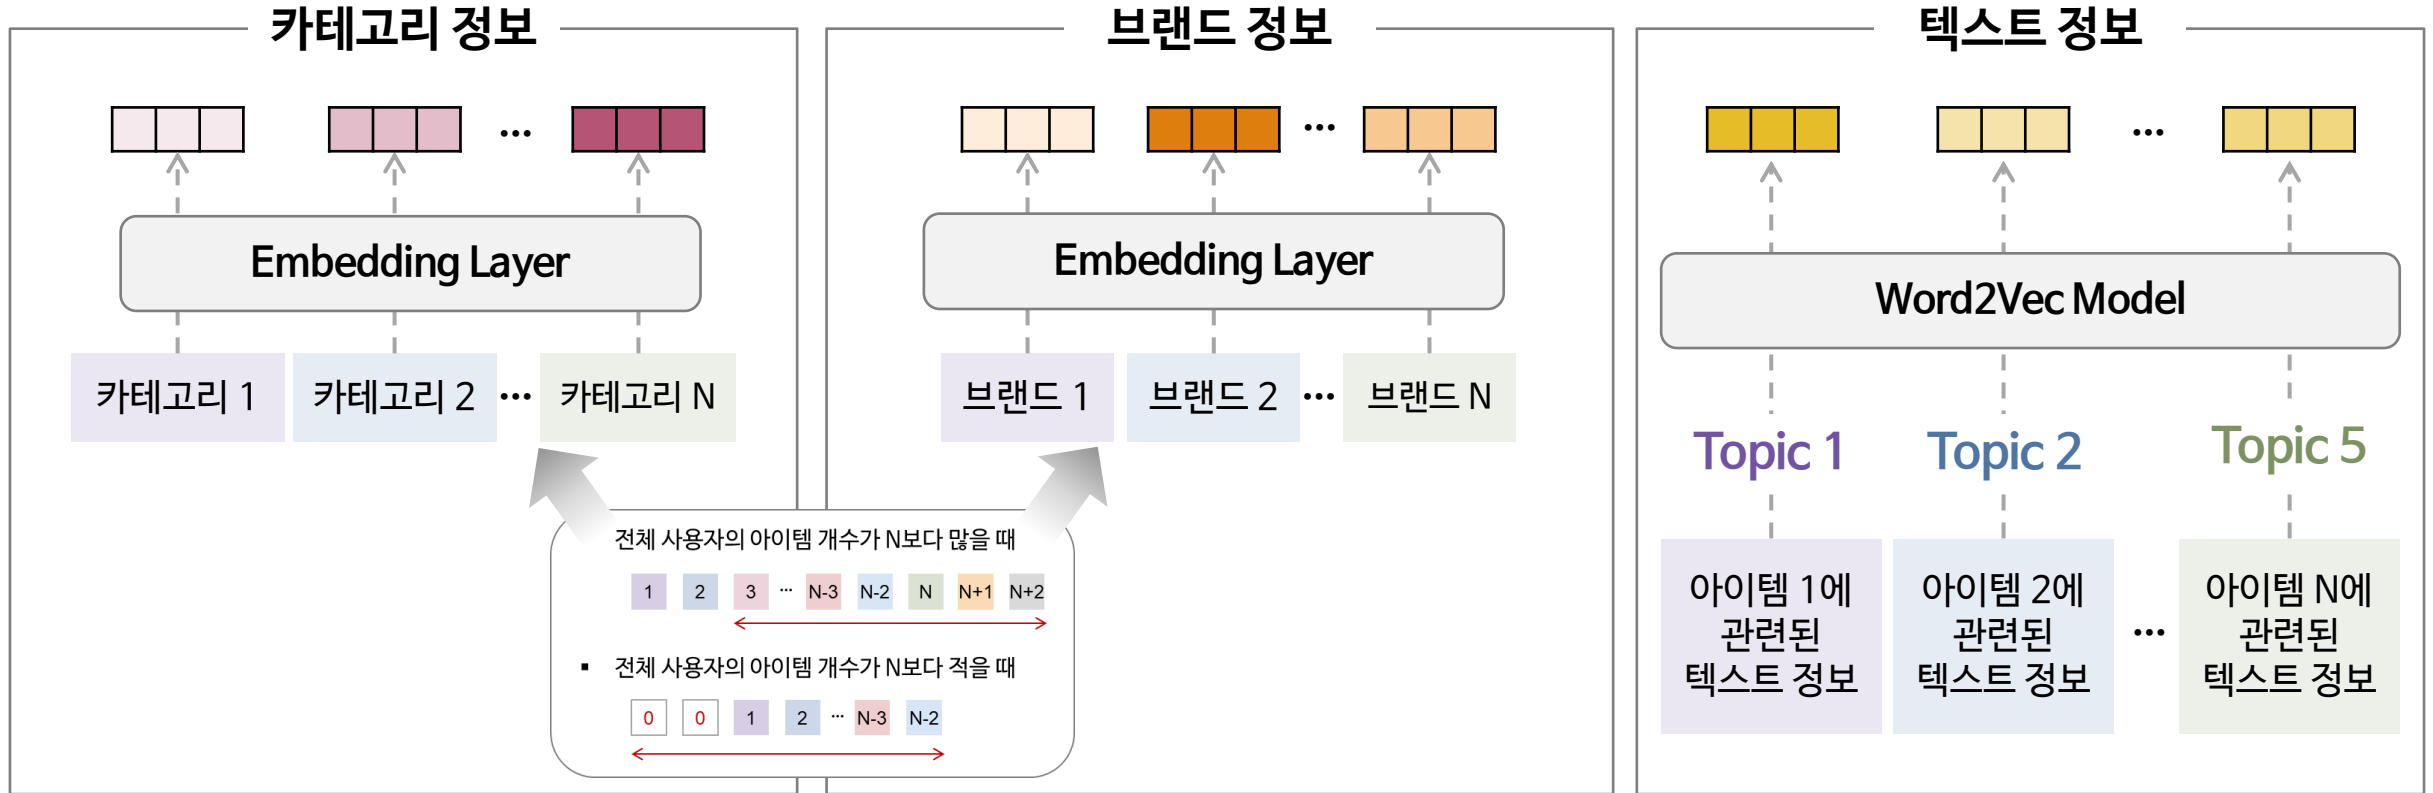 카테고리 정보
브랜드 정보
텍스트 정보
...
...
...
Embedding Layer
Embedding Layer
Word2Vec Model
카테고리 1
카테고리 2
...
카테고리 N
브랜드 1
브랜드 2
...
브랜드 N
Topic 1
Topic 2
Topic 5
전체 사용자의 아이템 개수가 N보다 많을 때
1 2 3 ... N-3 N-2 N N+1 N+2
▪ 전체 사용자의 아이템 개수가 N보다 적을 때
0 0 1 2 ... N-3 N-2
아이템 1에
관련된
텍스트 정보
아이템 2에
관련된
텍스트 정보
...
아이템 N에
관련된
텍스트 정보